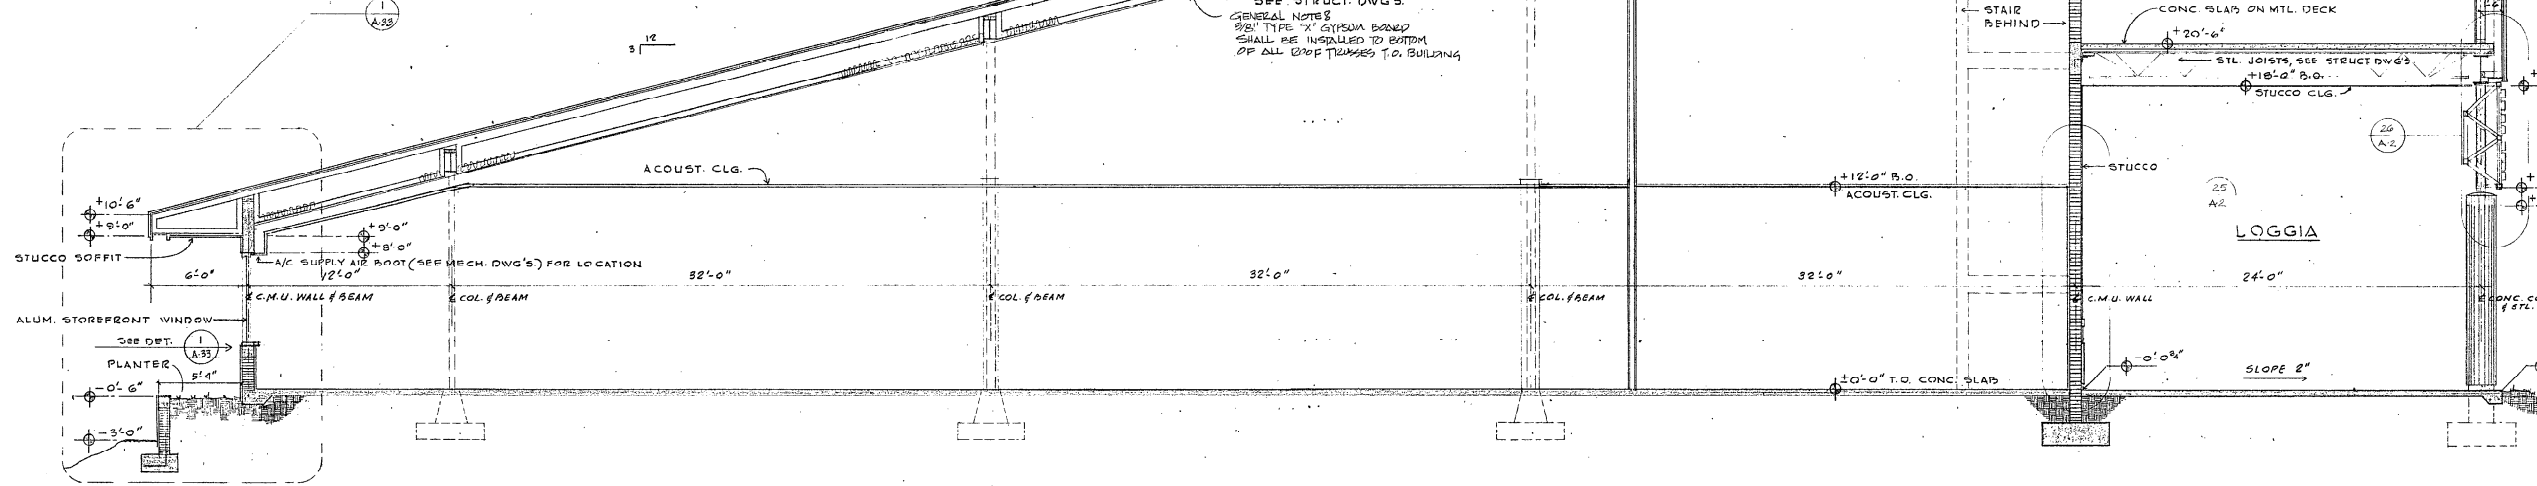 1
A-33
SEE STRUCT. DWG'S.
GENERAL NOTE 8
5/8" TYPE "X" GYPSUM BOARD
SHALL BE INSTALLED TO BOTTOM
OF ALL ROOF TRUSSES T.O. BUILDING
12
3
STAIR
BEHIND
CONC. SLAB ON MTL. DECK
+20'-6"
STL. JOISTS, SEE STRUCT DWG'S
+18'-0" B.O.
STUCCO CLG.
26
A-2
STUCCO
ACOUST. CLG.
+12'-0" B.O.
ACOUST. CLG.
25
A-2
LOGGIA
+10'-6"
+9'-0"
+9'-0"
+8'-0"
STUCCO SOFFIT
A/C SUPPLY AIR BOOT (SEE MECH. DWG'S.) FOR LOCATION
6'-0"
12'-0"
32'-0"
32'-0"
32'-0"
24'-0"
C.M.U. WALL & BEAM
COL. & BEAM
COL. & BEAM
COL. & BEAM
C.M.U. WALL
CONC. CO
& STL.
ALUM. STOREFRONT WINDOW
SEE DET.
1
A-33
PLANTER
5'-4"
-0'-6"
-3'-0"
±0'-0" T.O. CONC. SLAB
-0'-0¾"
SLOPE 2"